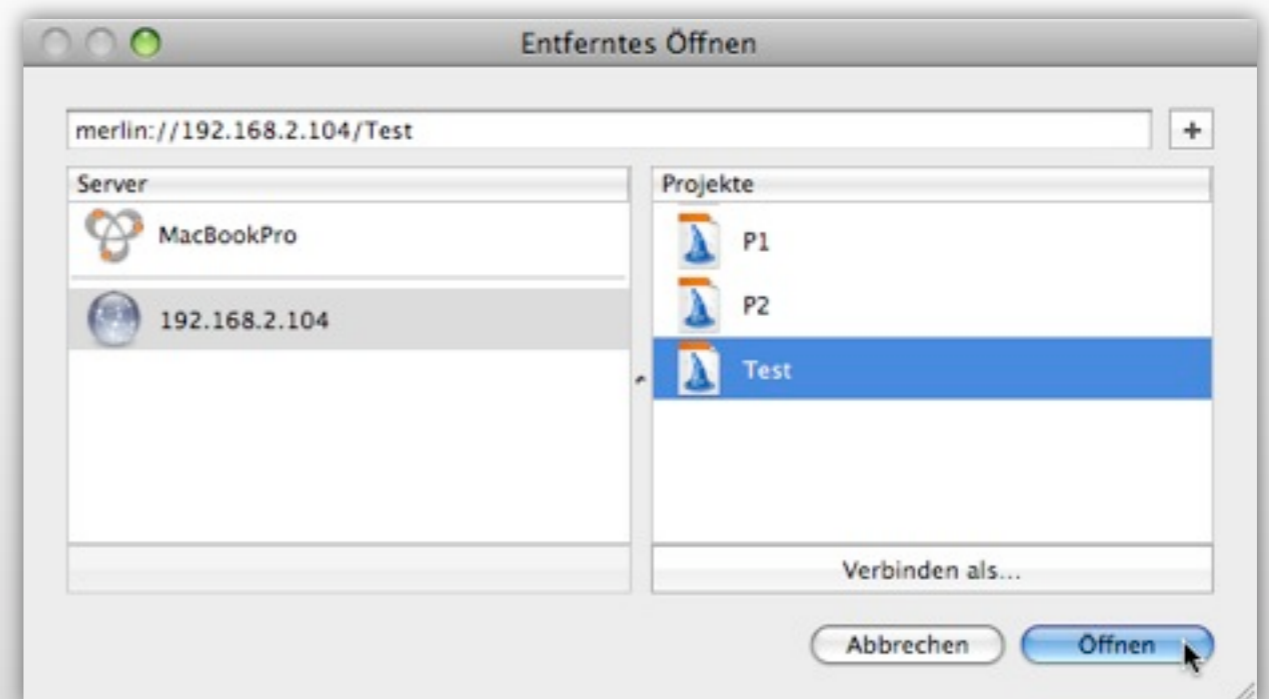 Entferntes Öffnen
merlin://192.168.2.104/Test
+
Server
Projekte
MacBookPro
P1
192.168.2.104
P2
Test
Verbinden als...
Abbrechen
Öffnen